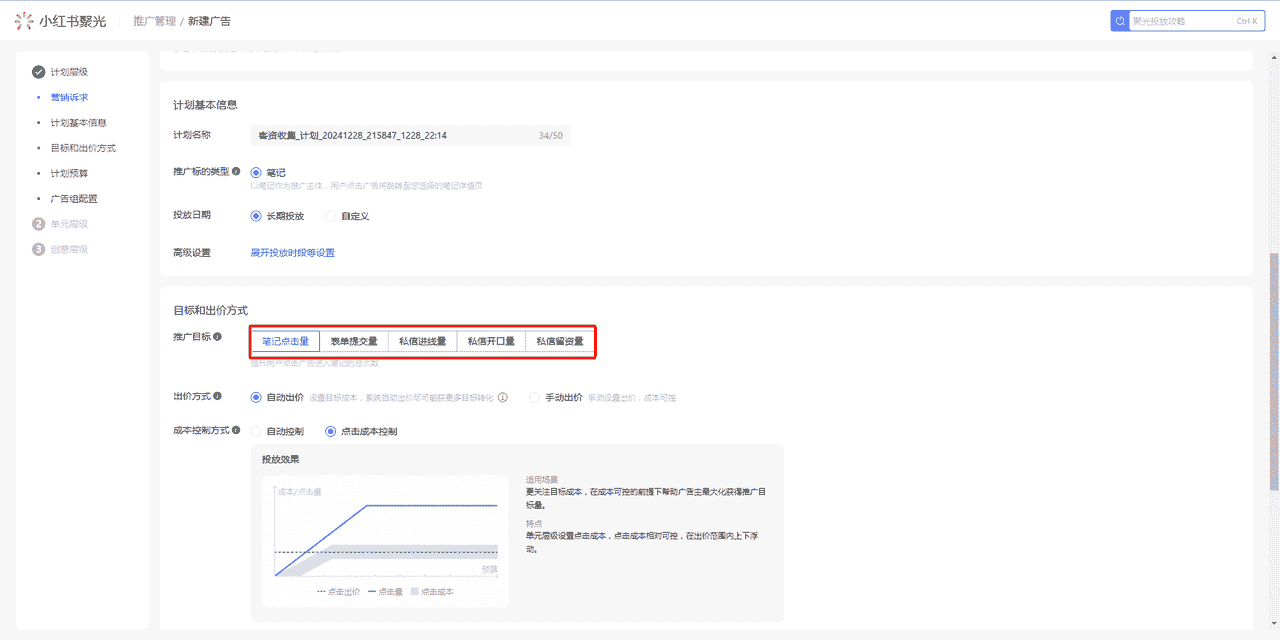 小红书聚光
推广管理 / 新建广告
聚光投放攻略 Ctrl K
计划层级
营销诉求
计划基本信息
目标和出价方式
计划预算
广告组配置
2 单元层级
3 创意层级
计划基本信息
计划名称 客资收集_计划_20241228_215847_1228_22:14 34/50
推广标的类型 笔记
以笔记作为推广主体，用户点击广告将跳转至您选择的笔记详情页
投放日期 长期投放 自定义
高级设置 展开投放时段等设置
目标和出价方式
推广目标 笔记点击量 表单提交量 私信进线量 私信开口量 私信留资量
提升用户点击广告进入笔记的总次数
出价方式 自动出价 设置目标成本，系统自动出价尽可能获更多目标转化 手动出价 手动设置出价，成本可控
成本控制方式 自动控制 点击成本控制
投放效果
成本/点击量
预算
点击出价 点击量 点击成本
适用场景
更关注目标成本，在成本可控的前提下帮助广告主最大化获得推广目
标量。
特点
单元层级设置点击成本，点击成本相对可控，在出价范围内上下浮
动。